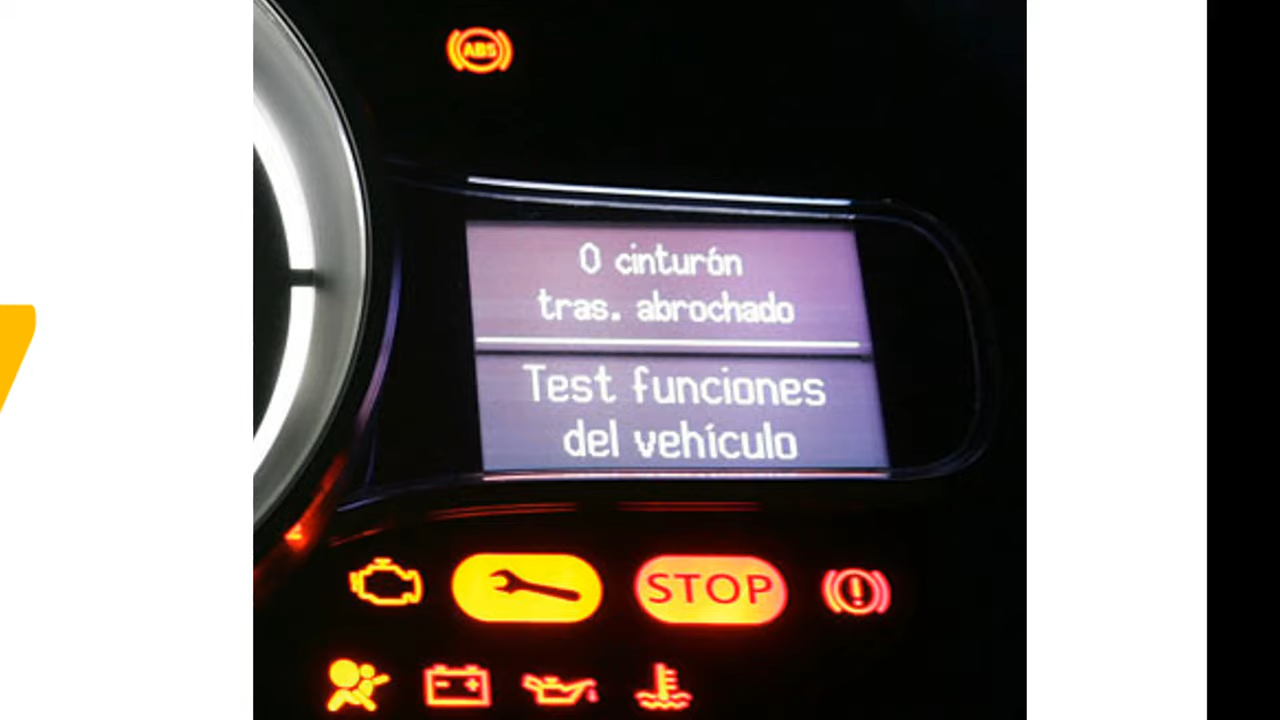 ABS
0 cinturón
tras. abrochado
Test funciones
del vehículo
STOP